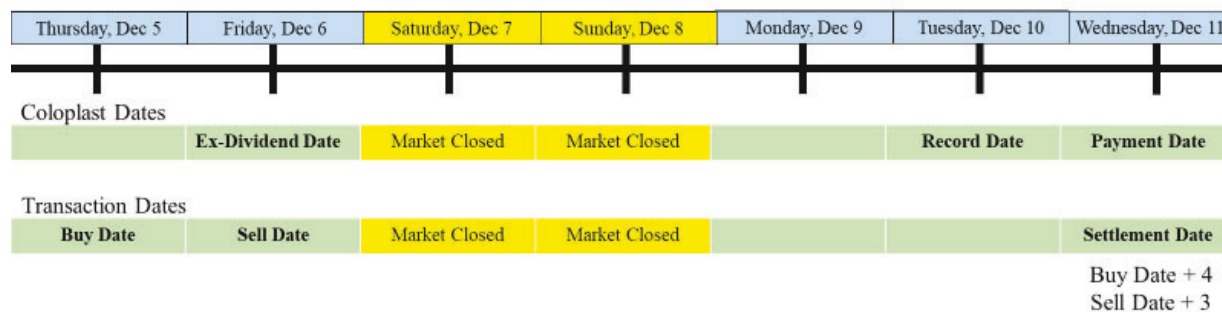 Thursday, Dec 5 Friday, Dec 6 Saturday, Dec 7 Sunday, Dec 8 Monday, Dec 9 Tuesday, Dec 10 Wednesday, Dec 11
Coloplast Dates
Ex-Dividend Date Market Closed Market Closed Record Date Payment Date
Transaction Dates
Buy Date Sell Date Market Closed Market Closed Settlement Date
Buy Date + 4
Sell Date + 3